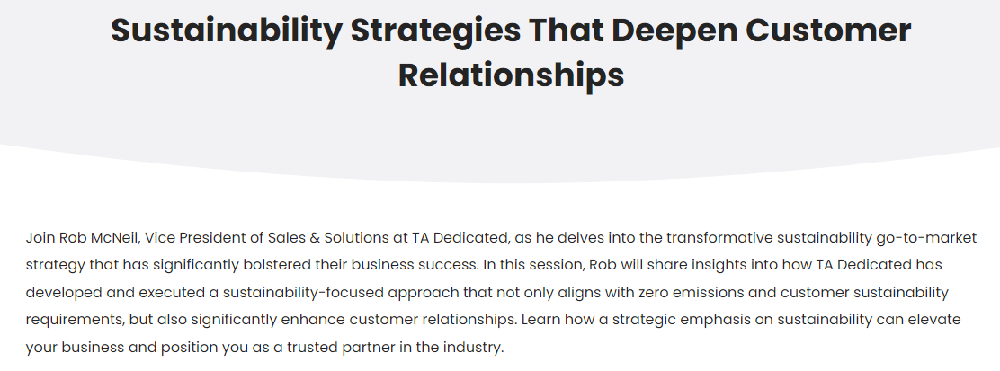 Sustainability Strategies That Deepen Customer
Relationships
Join Rob McNeil, Vice President of Sales & Solutions at TA Dedicated, as he delves into the transformative sustainability go-to-market
strategy that has significantly bolstered their business success. In this session, Rob will share insights into how TA Dedicated has
developed and executed a sustainability-focused approach that not only aligns with zero emissions and customer sustainability
requirements, but also significantly enhance customer relationships. Learn how a strategic emphasis on sustainability can elevate
your business and position you as a trusted partner in the industry.